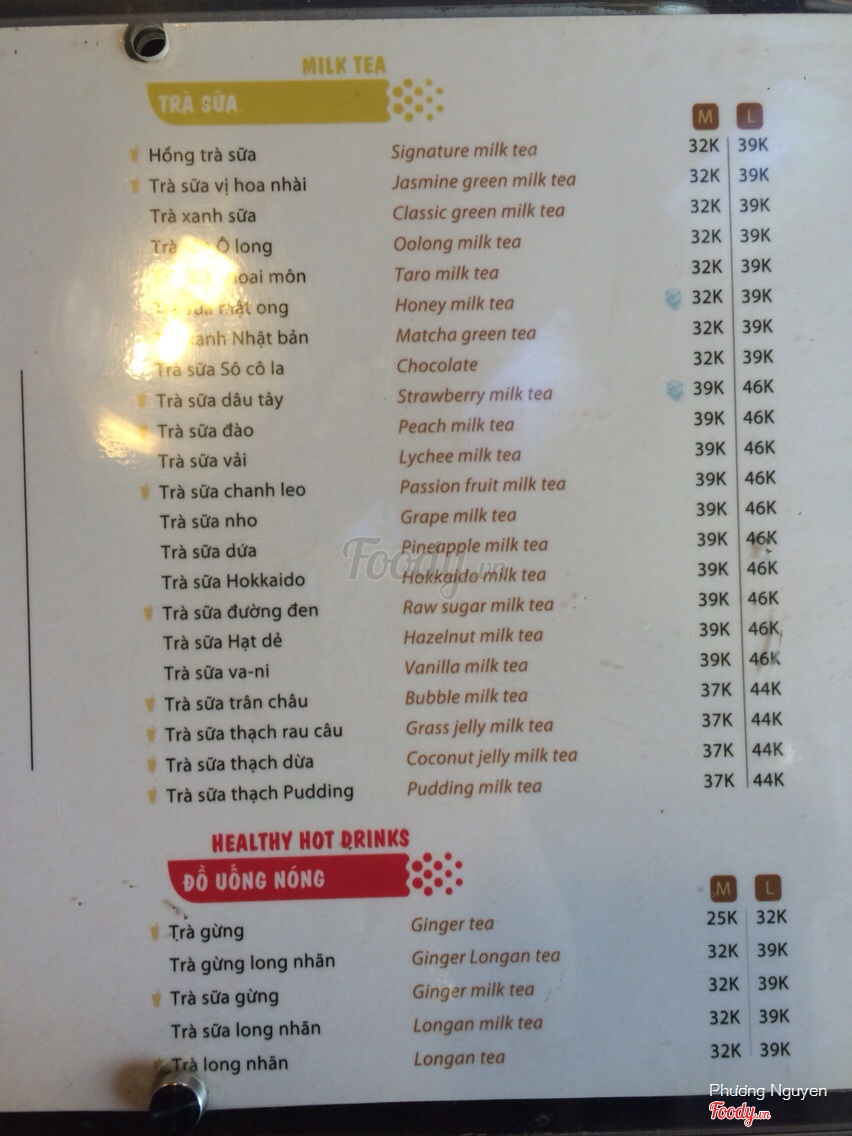 MILK TEA
TRÀ SỮA
M L
Hồng trà sữa Signature milk tea 32K 39K
Trà sữa vị hoa nhài Jasmine green milk tea 32K 39K
Trà xanh sữa Classic green milk tea 32K 39K
Trà Ô long Oolong milk tea 32K 39K
môn Taro milk tea 32K 39K
mật ong Honey milk tea 32K 39K
xanh Nhật bản Matcha green tea 32K 39K
Trà sữa Sô cô la Chocolate 32K 39K
Trà sữa dâu tây Strawberry milk tea 39K 46K
Trà sữa đào Peach milk tea 39K 46K
Trà sữa vải Lychee milk tea 39K 46K
Trà sữa chanh leo Passion fruit milk tea 39K 46K
Trà sữa nho Grape milk tea 39K 46K
Trà sữa dứa Pineapple milk tea 39K 46K
Trà sữa Hokkaido Hokkaido milk tea 39K 46K
Trà sữa đường đen Raw sugar milk tea 39K 46K
Trà sữa Hạt dẻ Hazelnut milk tea 39K 46K
Trà sữa va-ni Vanilla milk tea 39K 46K
Trà sữa trân châu Bubble milk tea 37K 44K
Trà sữa thạch rau câu Grass jelly milk tea 37K 44K
Trà sữa thạch dừa Coconut jelly milk tea 37K 44K
Trà sữa thạch Pudding Pudding milk tea 37K 44K
Foody.vn
HEALTHY HOT DRINKS
ĐỒ UỐNG NÓNG
M L
Trà gừng Ginger tea 25K 32K
Trà gừng long nhãn Ginger Longan tea 32K 39K
Trà sữa gừng Ginger milk tea 32K 39K
Trà sữa long nhãn Longan milk tea 32K 39K
Trà long nhãn Longan tea 32K 39K
Phương Nguyen
Foody.vn